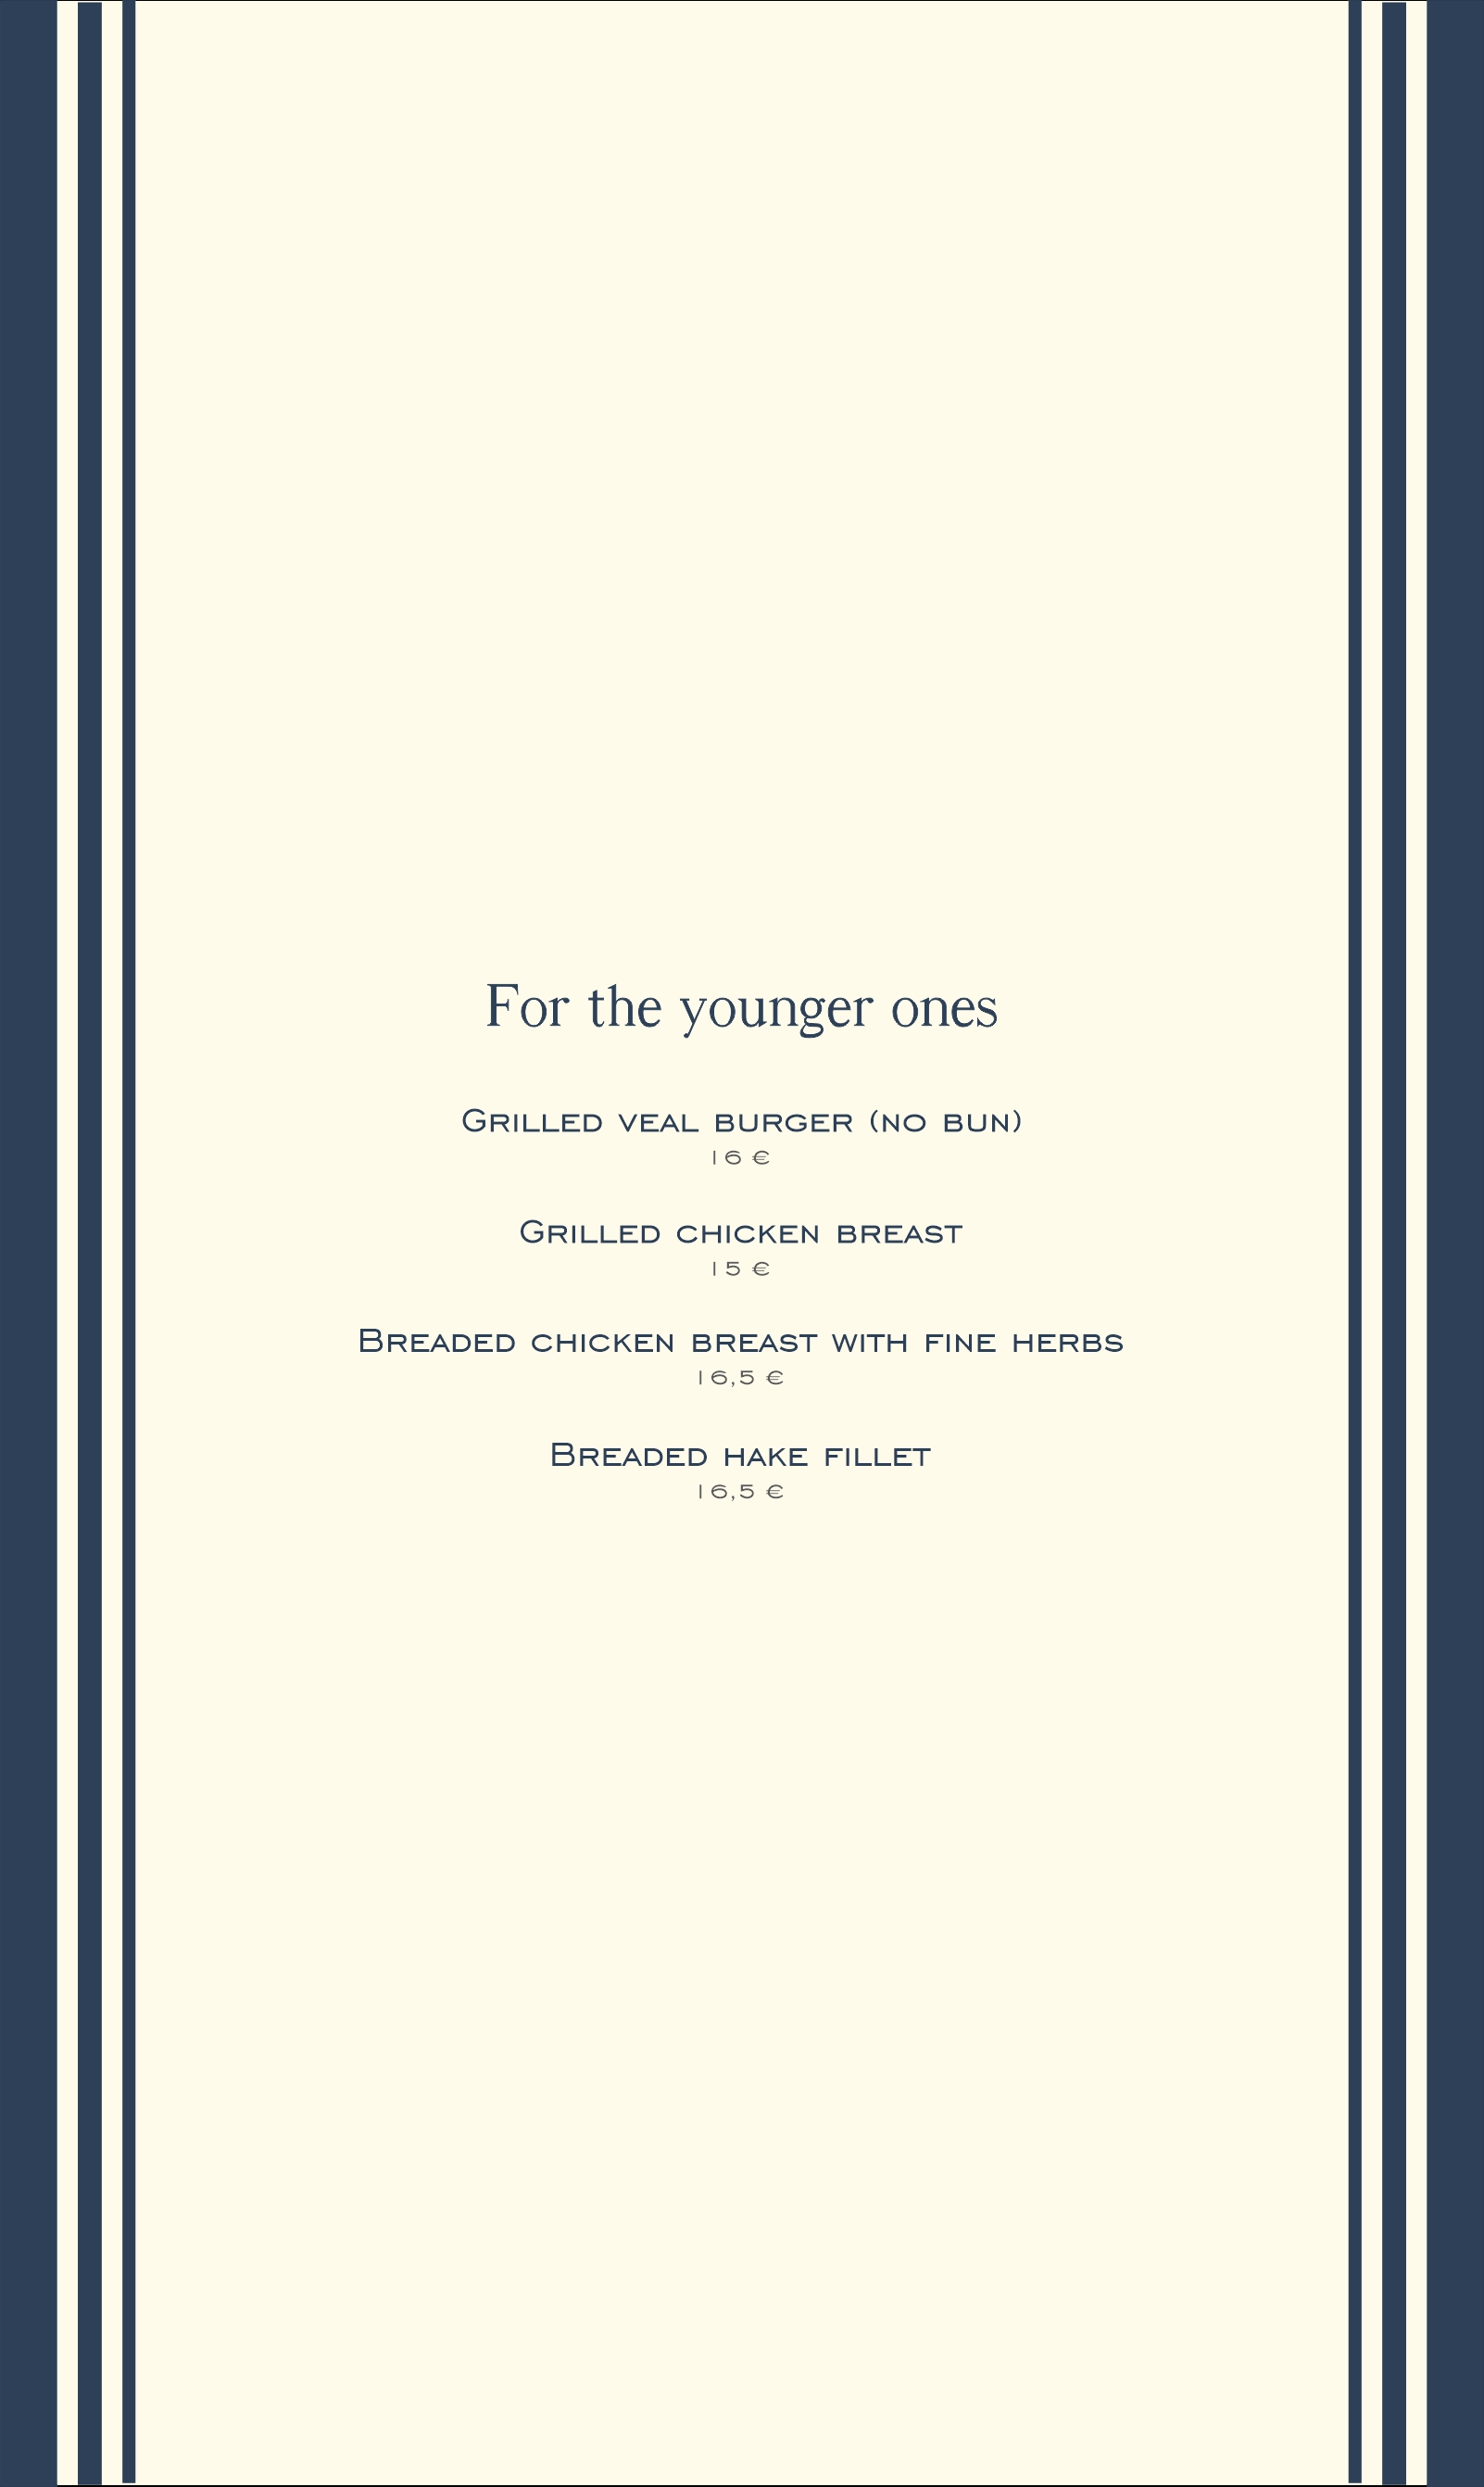 For the younger ones
Grilled veal burger (no bun)
16 €
Grilled chicken breast
15 €
Breaded chicken breast with fine herbs
16,5 €
Breaded hake fillet
16,5 €